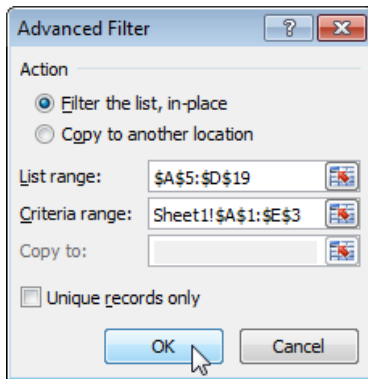 Advanced Filter
Action
Filter the list, in-place
Copy to another location
List range: $A$5:$D$19
Criteria range: Sheet1!$A$1:$E$3
Copy to:
Unique records only
OK Cancel